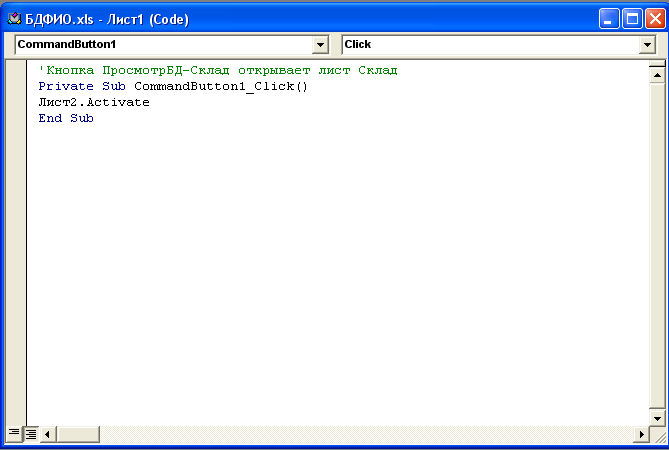 БДФИО.xls - Лист1 (Code)
CommandButton1 Click
'Кнопка ПросмотрБД-Склад открывает лист Склад
Private Sub CommandButton1_Click()
Лист2.Activate
End Sub